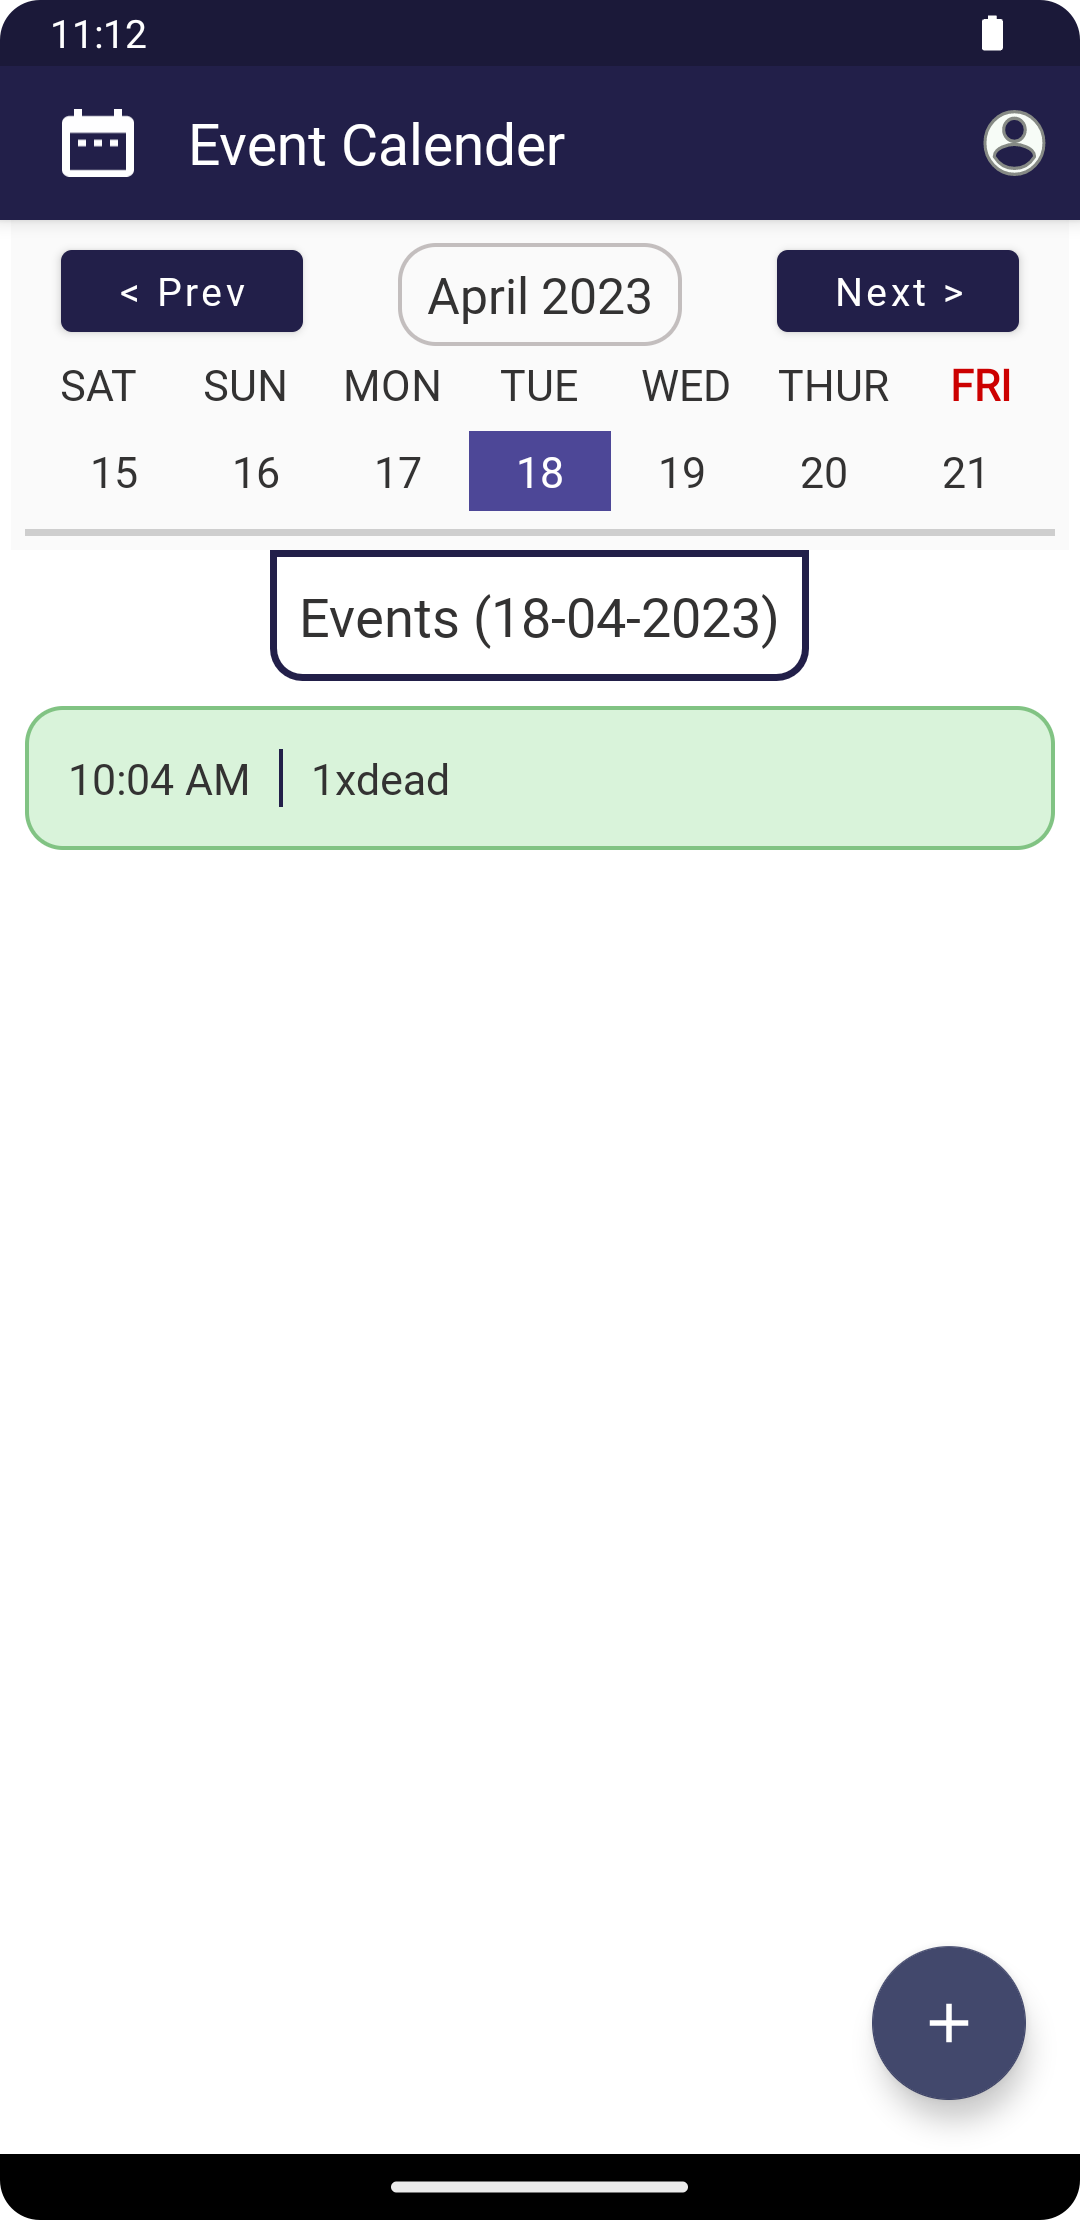 11:12
Event Calender
< Prev April 2023 Next >
SAT SUN MON TUE WED THUR FRI
15 16 17 18 19 20 21
Events (18-04-2023)
10:04 AM 1xdead
+